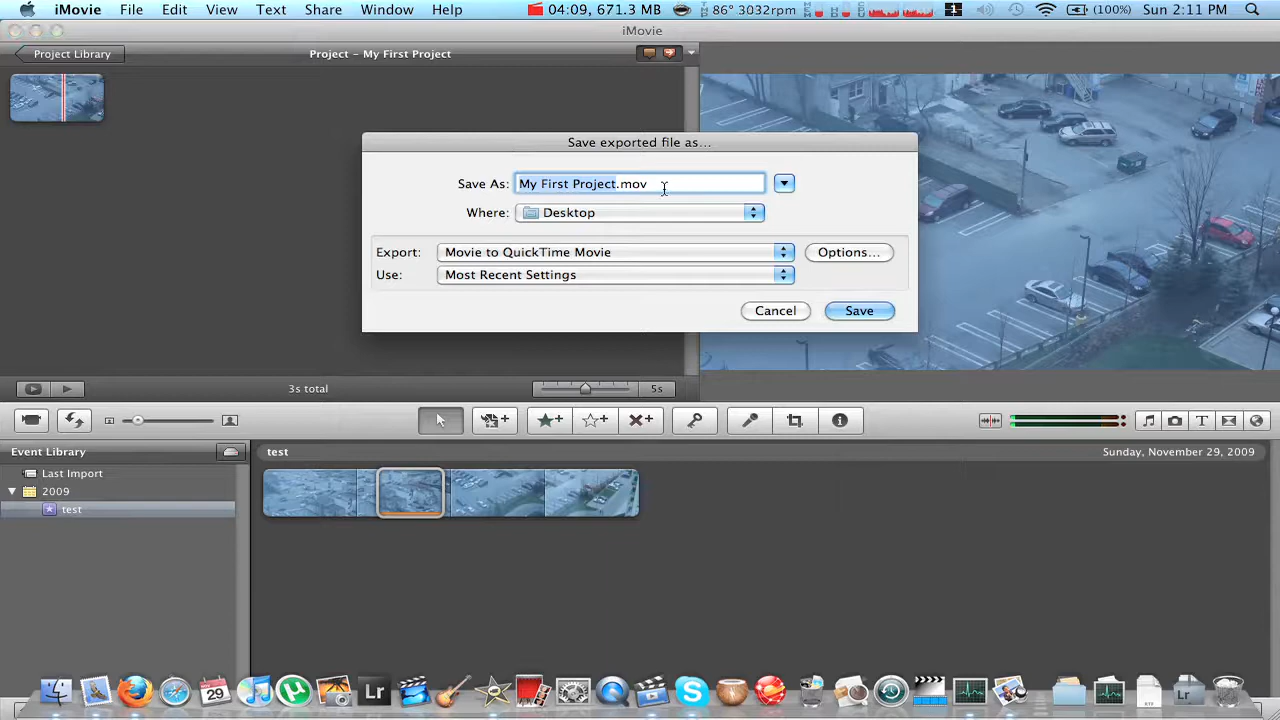 iMovie File Edit View Text Share Window Help 04:09, 671.3 MB 86° 3032rpm 1 (100%) Sun 2:11 PM
iMovie
Project Library
Project - My First Project
Save exported file as...
Save As: My First Project.mov
Where: Desktop
Export: Movie to QuickTime Movie
Options...
Use: Most Recent Settings
Cancel
Save
3s total
5s
Event Library
test
Sunday, November 29, 2009
Last Import
2009
test
NOV
29
Lr
Lr